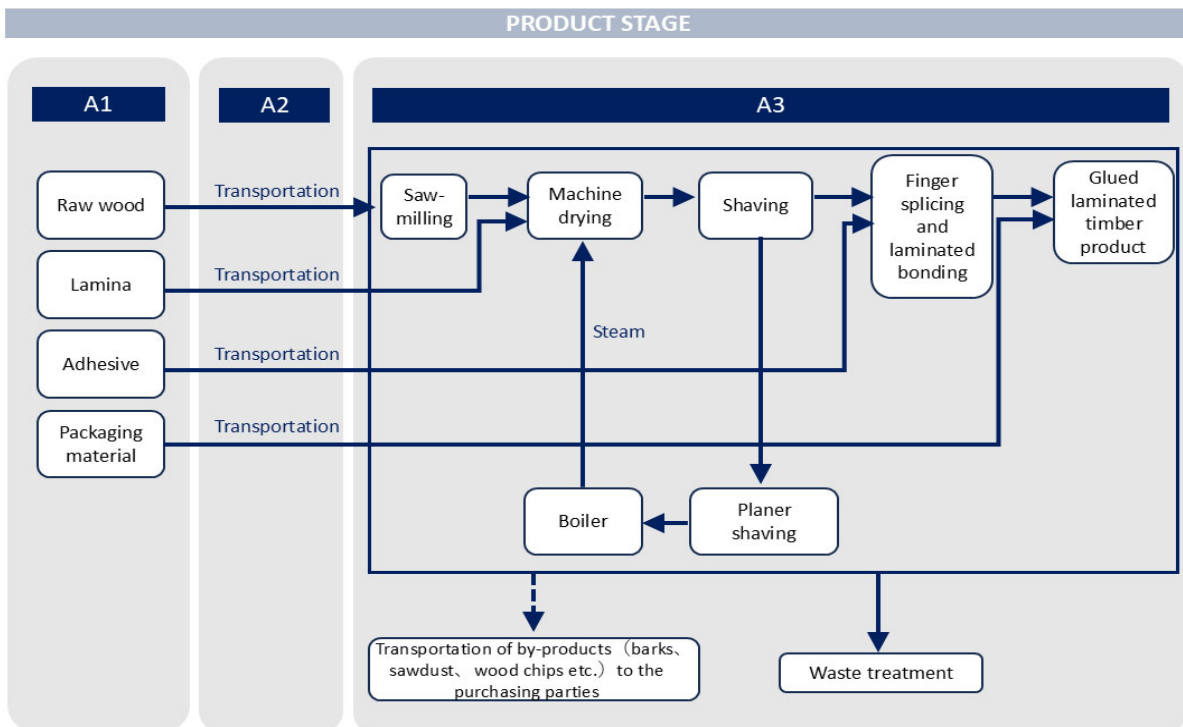 PRODUCT STAGE
A1
A2
A3
Raw wood
Transportation
Saw-
milling
Machine
drying
Shaving
Finger
splicing
and
laminated
bonding
Glued
laminated
timber
product
Lamina
Transportation
Steam
Adhesive
Transportation
Packaging
material
Transportation
Boiler
Planer
shaving
Transportation of by-products（barks、
sawdust、 wood chips etc.）to the
purchasing parties
Waste treatment